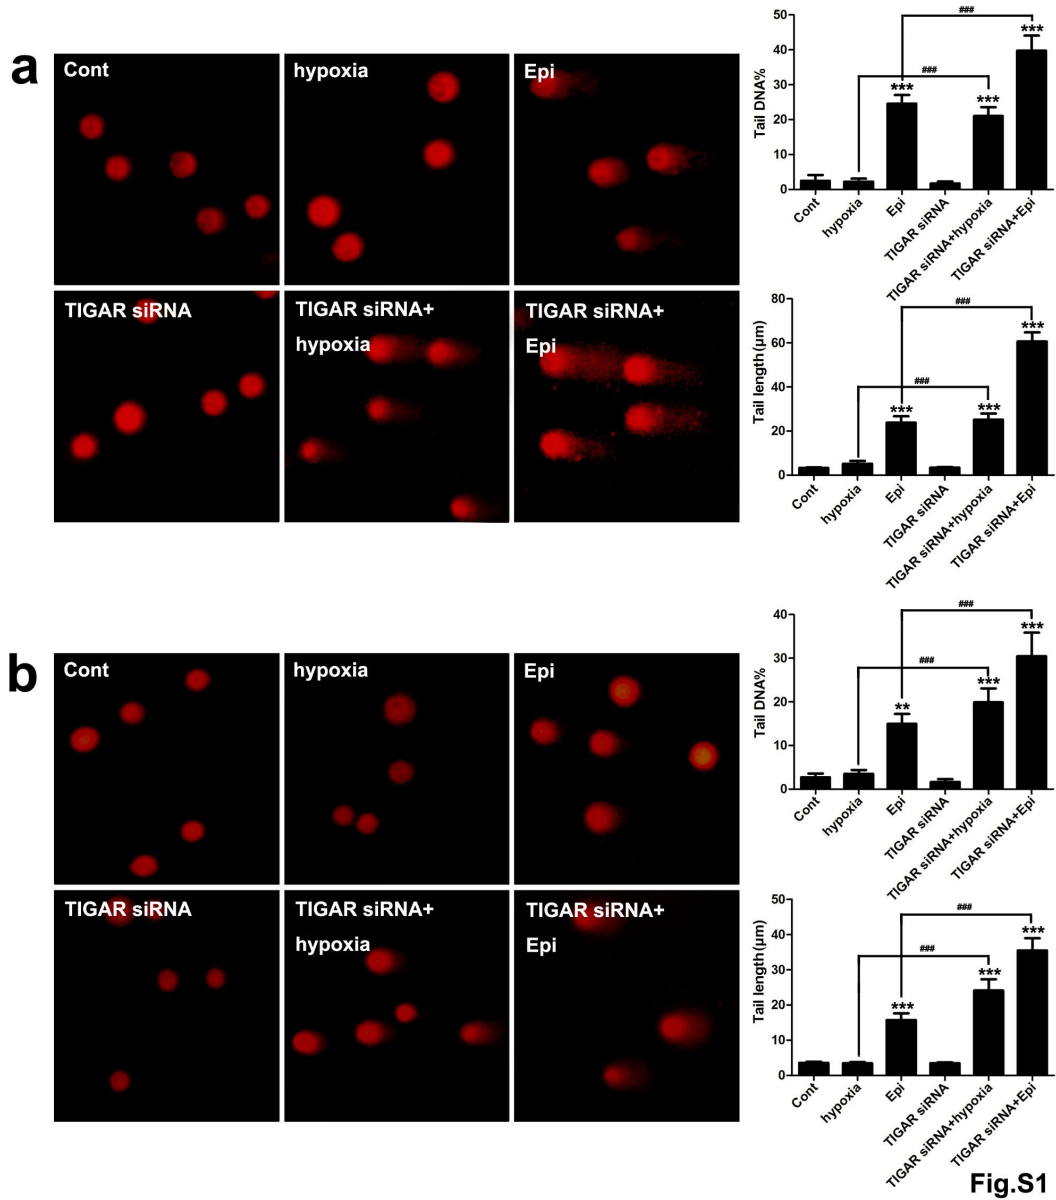 a
Cont
hypoxia
Epi
TIGAR siRNA
TIGAR siRNA+
hypoxia
TIGAR siRNA+
Epi
Tail DNA%
50
40
30
20
10
0
###
###
***
***
***
Cont
hypoxia
Epi
TIGAR siRNA
TIGAR siRNA+hypoxia
TIGAR siRNA+Epi
Tail length(μm)
80
60
40
20
0
###
###
***
***
***
Cont
hypoxia
Epi
TIGAR siRNA
TIGAR siRNA+hypoxia
TIGAR siRNA+Epi
b
Cont
hypoxia
Epi
TIGAR siRNA
TIGAR siRNA+
hypoxia
TIGAR siRNA+
Epi
Tail DNA%
40
30
20
10
0
###
###
**
***
***
Cont
hypoxia
Epi
TIGAR siRNA
TIGAR siRNA+hypoxia
TIGAR siRNA+Epi
Tail length(μm)
50
40
30
20
10
0
###
###
***
***
***
Cont
hypoxia
Epi
TIGAR siRNA
TIGAR siRNA+hypoxia
TIGAR siRNA+Epi
Fig.S1